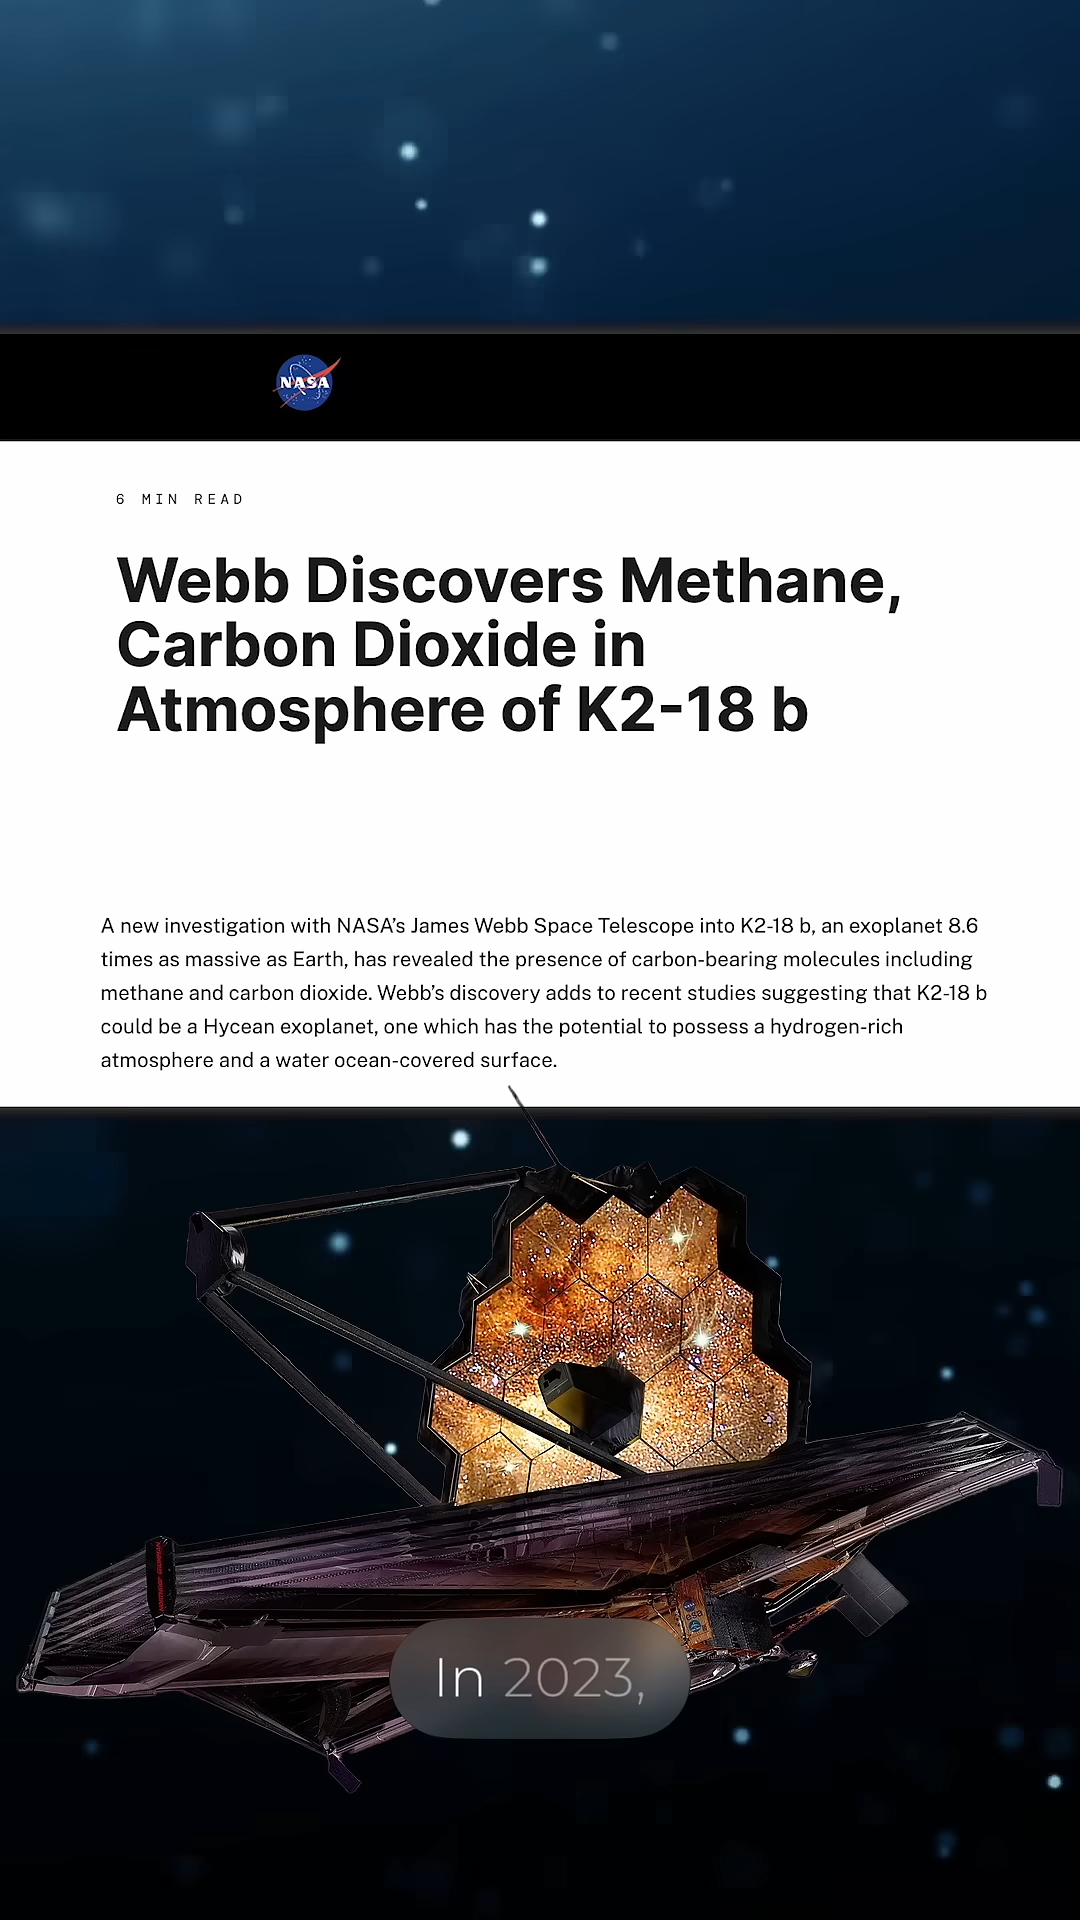 NASA
6 MIN READ
Webb Discovers Methane,
Carbon Dioxide in
Atmosphere of K2-18 b
A new investigation with NASA’s James Webb Space Telescope into K2-18 b, an exoplanet 8.6
times as massive as Earth, has revealed the presence of carbon-bearing molecules including
methane and carbon dioxide. Webb’s discovery adds to recent studies suggesting that K2-18 b
could be a Hycean exoplanet, one which has the potential to possess a hydrogen-rich
atmosphere and a water ocean-covered surface.
NORTHROP GRUMMAN
In 2023,